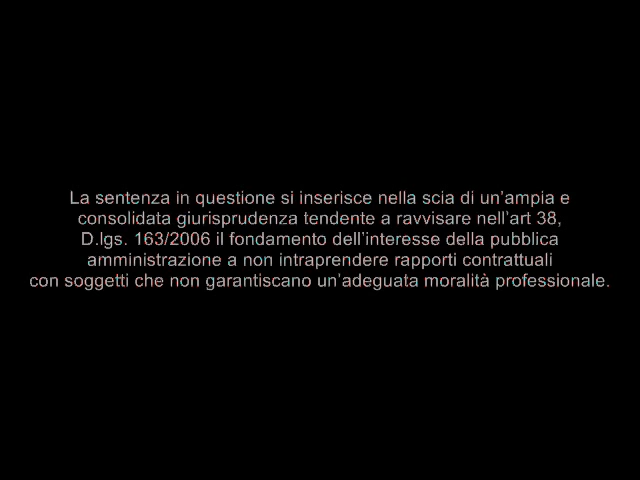 La sentenza in questione si inserisce nella scia di un’ampia e
consolidata giurisprudenza tendente a ravvisare nell’art 38,
D.lgs. 163/2006 il fondamento dell’interesse della pubblica
amministrazione a non intraprendere rapporti contrattuali
con soggetti che non garantiscano un’adeguata moralità professionale.